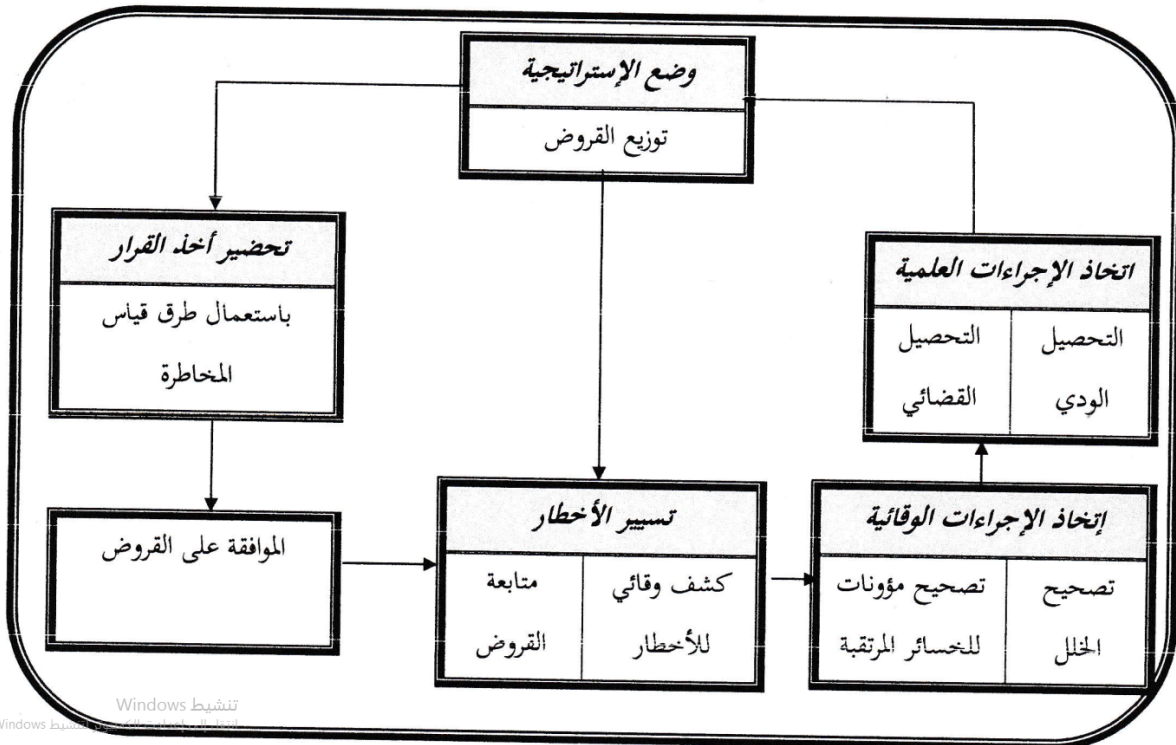 وضع الإستراتيجية
توزيع القروض
تحضير أخذ القرار
باستعمال طرق قياس
المخاطرة
اتخاذ الإجراءات العلمية
التحصيل
الودي
التحصيل
القضائي
الموافقة على القروض
تسيير الأخطار
كشف وقائي
للأخطار
متابعة
القروض
إتخاذ الإجراءات الوقائية
تصحيح
الخلل
تصحيح مؤونات
للخسائر المرتقبة
تنشيط Windows